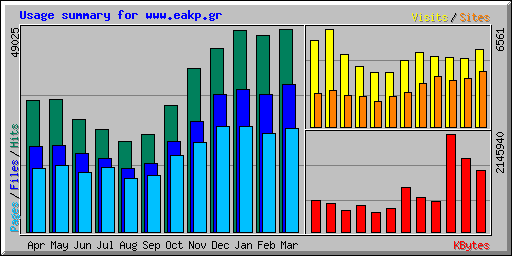 Usage summary for www.eakp.gr
Visits / Sites
49025
6561
Pages / Files / Hits
2145940
Apr May Jun Jul Aug Sep Oct Nov Dec Jan Feb Mar
KBytes